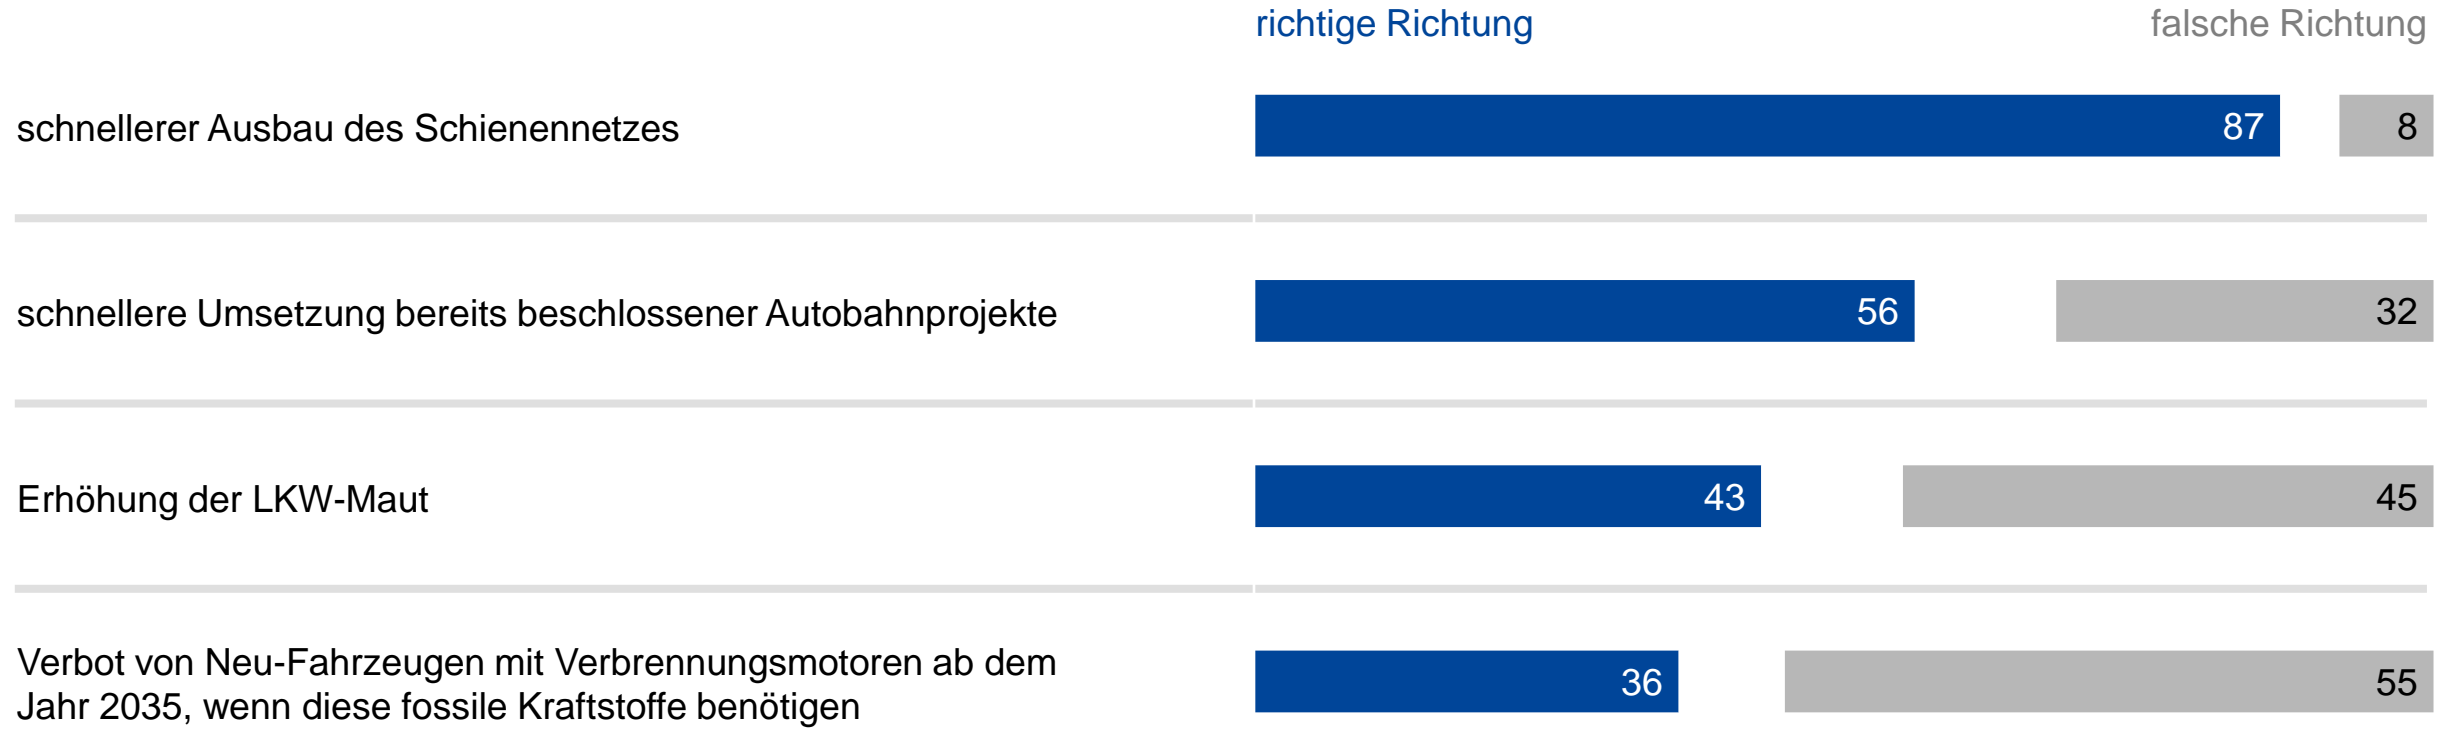 richtige Richtung falsche Richtung
schnellerer Ausbau des Schienennetzes 87 8
schnellere Umsetzung bereits beschlossener Autobahnprojekte 56 32
Erhöhung der LKW-Maut 43 45
Verbot von Neu-Fahrzeugen mit Verbrennungsmotoren ab dem
Jahr 2035, wenn diese fossile Kraftstoffe benötigen 36 55